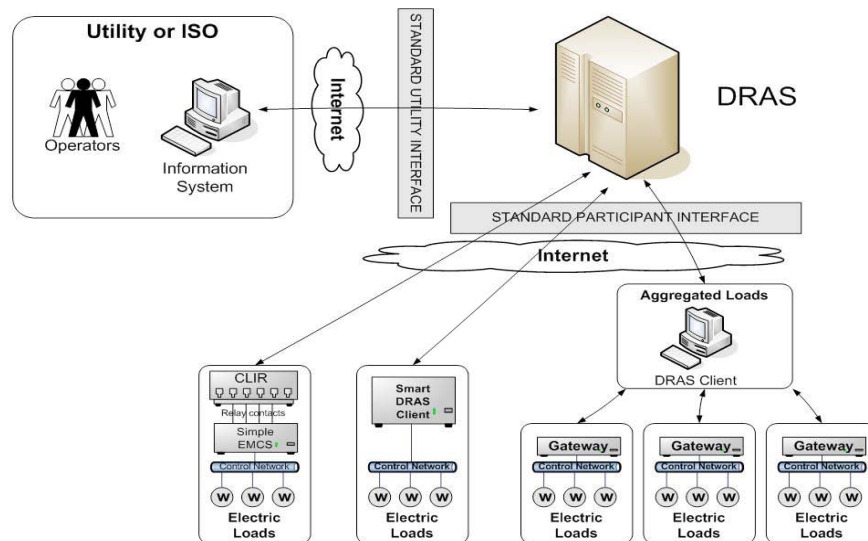 Utility or ISO
Operators
Information
System
Internet
STANDARD UTILITY INTERFACE
DRAS
STANDARD PARTICIPANT INTERFACE
Internet
Aggregated Loads
DRAS Client
CLIR
Relay contacts
Simple
EMCS
Control Network
W W W
Electric
Loads
Smart
DRAS
Client
W W W
Electric
Loads
Gateway
Control Network
W W W
Electric
Loads
Gateway
Control Network
W W W
Electric
Loads
Gateway
Control Network
W W W
Electric
Loads